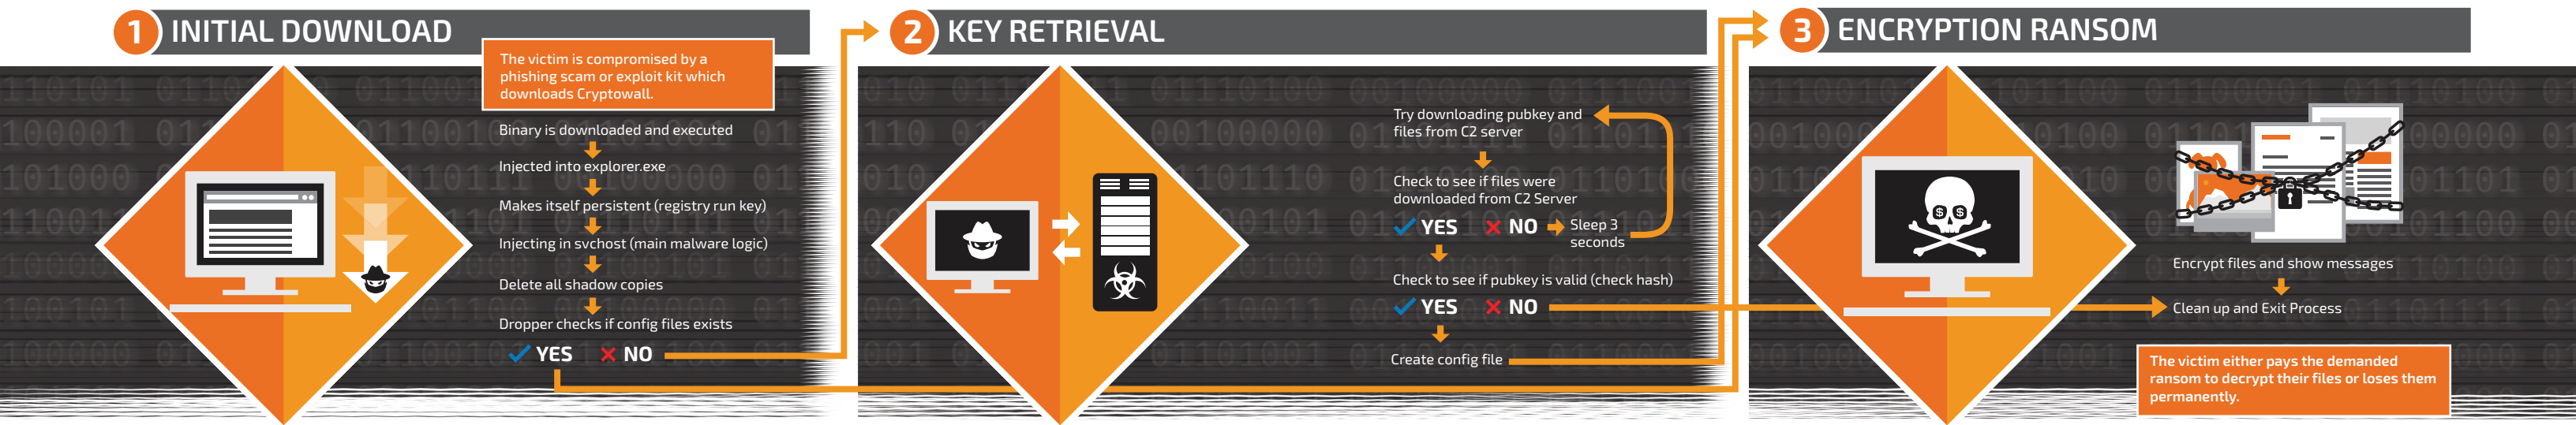 1 INITIAL DOWNLOAD
The victim is compromised by a
phishing scam or exploit kit which
downloads Cryptowall.
Binary is downloaded and executed
Injected into explorer.exe
Makes itself persistent (registry run key)
Injecting in svchost (main malware logic)
Delete all shadow copies
Dropper checks if config files exists
YES NO
2 KEY RETRIEVAL
Try downloading pubkey and
files from C2 server
Check to see if files were
downloaded from C2 Server
YES NO Sleep 3
seconds
Check to see if pubkey is valid (check hash)
YES NO
Create config file
3 ENCRYPTION RANSOM
$ $
Encrypt files and show messages
Clean up and Exit Process
The victim either pays the demanded
ransom to decrypt their files or loses them
permanently.